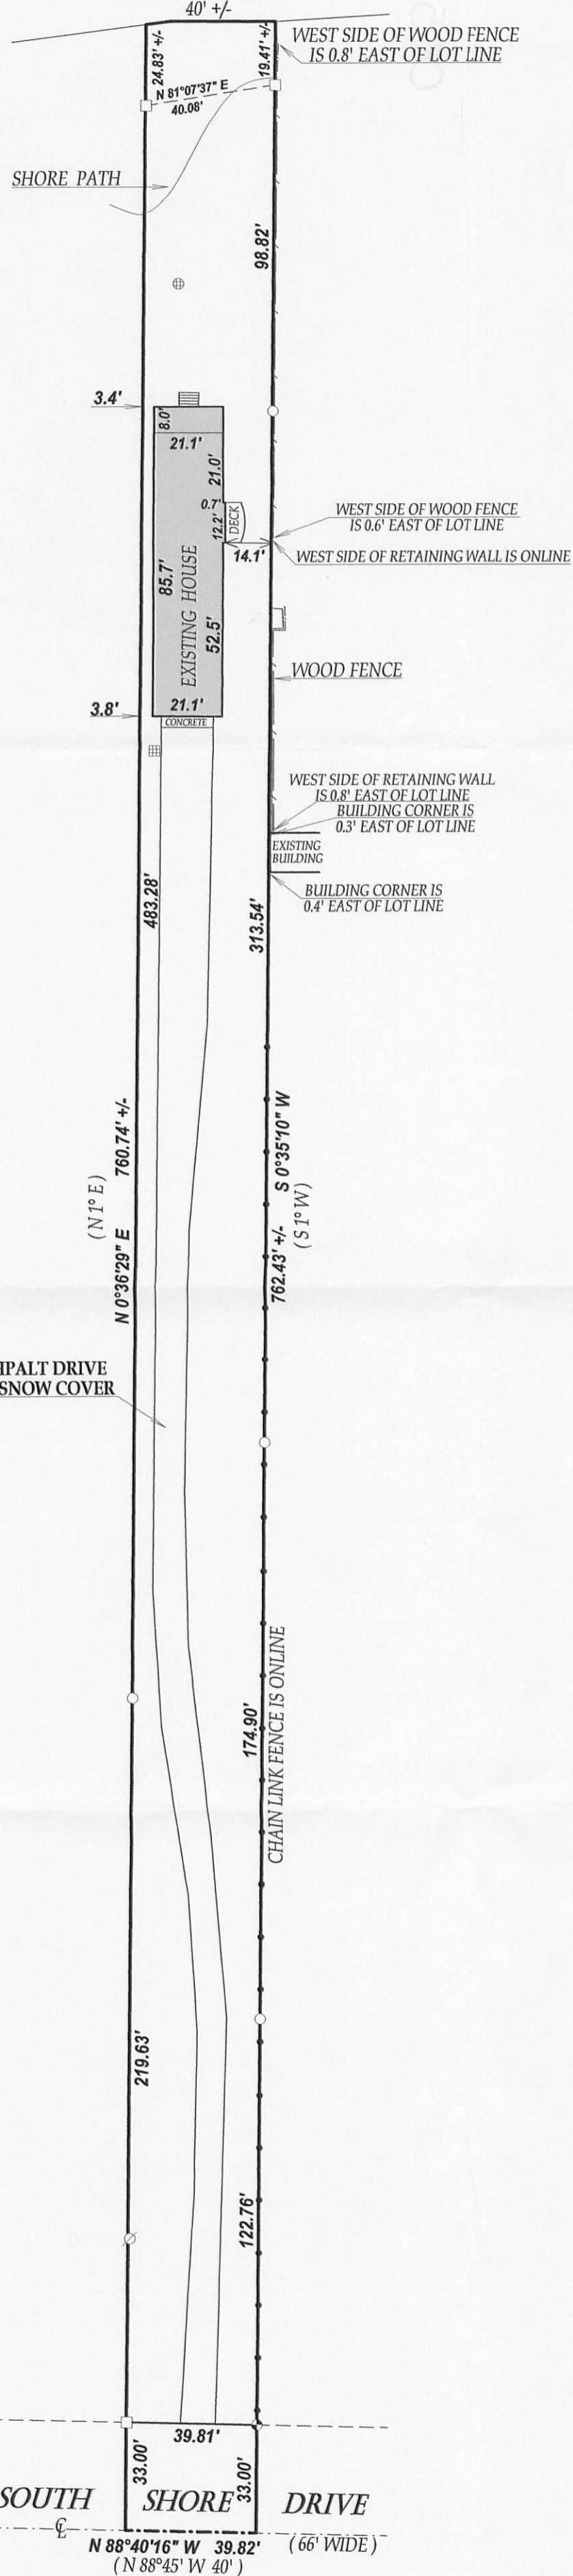 40' +/-
24.83' +/-
19.41' +/-
WEST SIDE OF WOOD FENCE
IS 0.8' EAST OF LOT LINE
N 81°07'37" E
40.08'
SHORE PATH
98.82'
3.4'
8.0'
21.1'
21.0'
0.7'
12.2'
DECK
WEST SIDE OF WOOD FENCE
IS 0.6' EAST OF LOT LINE
14.1'
WEST SIDE OF RETAINING WALL IS ONLINE
85.7'
EXISTING HOUSE
52.5'
WOOD FENCE
3.8'
21.1'
CONCRETE
WEST SIDE OF RETAINING WALL
IS 0.8' EAST OF LOT LINE
BUILDING CORNER IS
0.3' EAST OF LOT LINE
EXISTING
BUILDING
BUILDING CORNER IS
0.4' EAST OF LOT LINE
483.28'
313.54'
N 0°36'29" E 760.74' +/-
(N 1° E)
762.43' +/- S 0°35'10" W
(S 1° W)
HPALT DRIVE
SNOW COVER
174.90'
CHAIN LINK FENCE IS ONLINE
219.63'
122.76'
39.81'
33.00'
33.00'
SOUTH SHORE DRIVE
℄
(66' WIDE)
N 88°40'16" W 39.82'
(N 88°45' W 40')